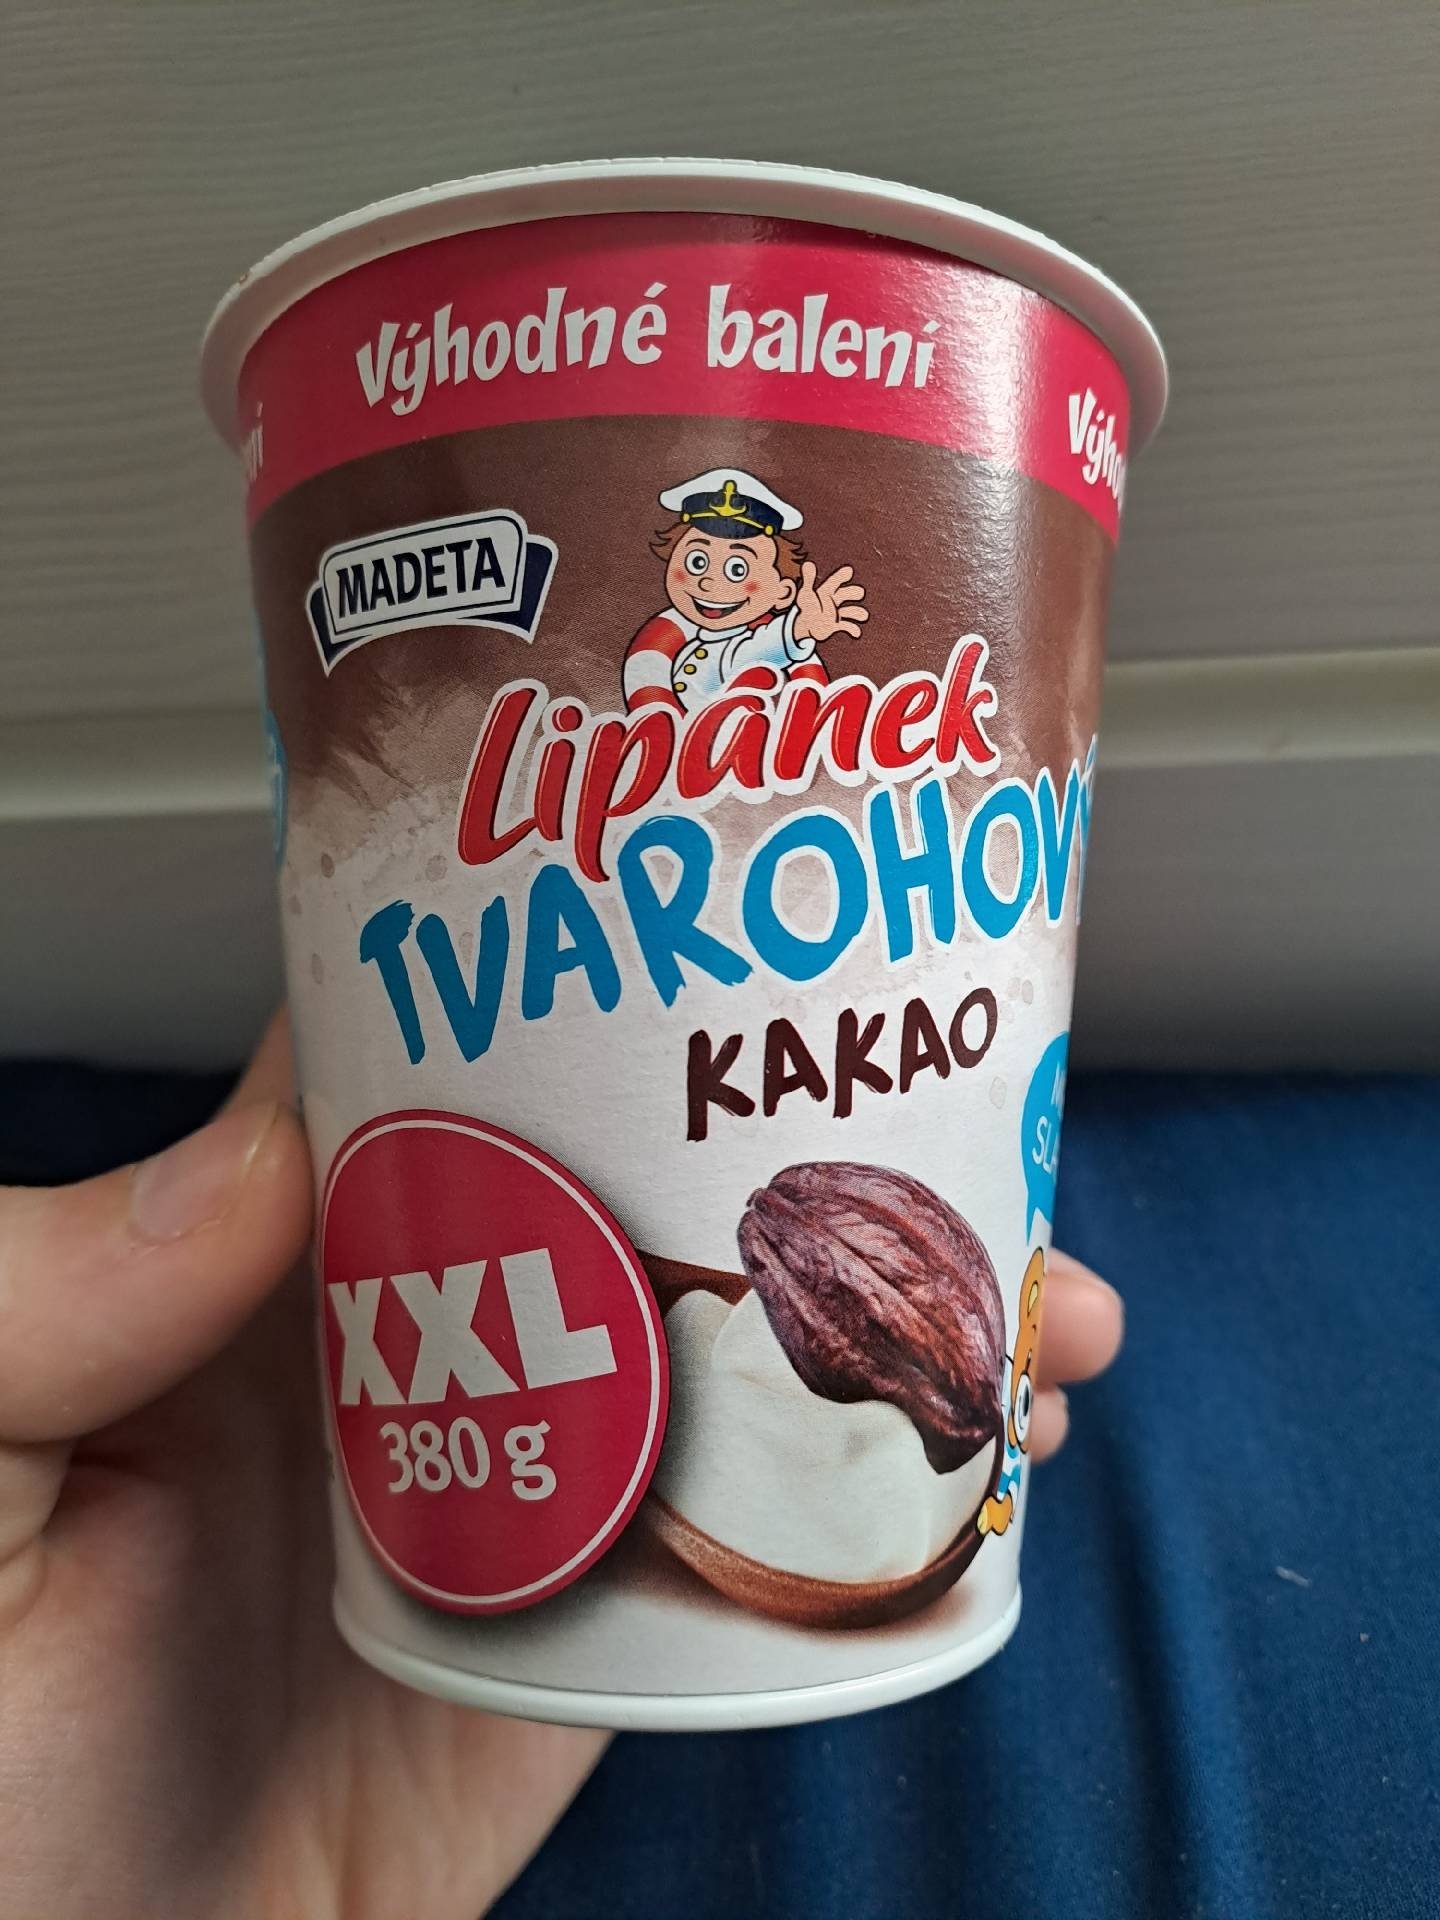 Výhodné balení
MADETA
Lipánek
TVAROHOVÝ
KAKAO
XXL
380 g